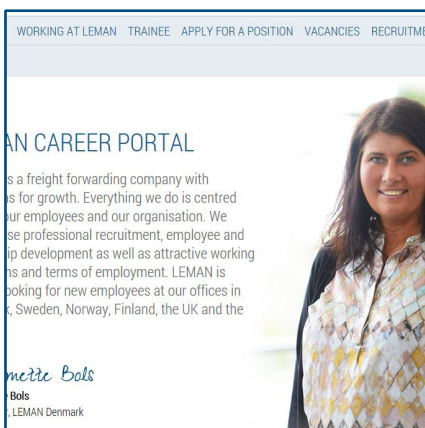 WORKING AT LEMAN TRAINEE APPLY FOR A POSITION VACANCIES RECRUITME
AN CAREER PORTAL
s a freight forwarding company with
s for growth. Everything we do is centred
our employees and our organisation. We
se professional recruitment, employee and
ip development as well as attractive working
ns and terms of employment. LEMAN is
ooking for new employees at our offices in
k, Sweden, Norway, Finland, the UK and the
mette Bols
Bols
, LEMAN Denmark